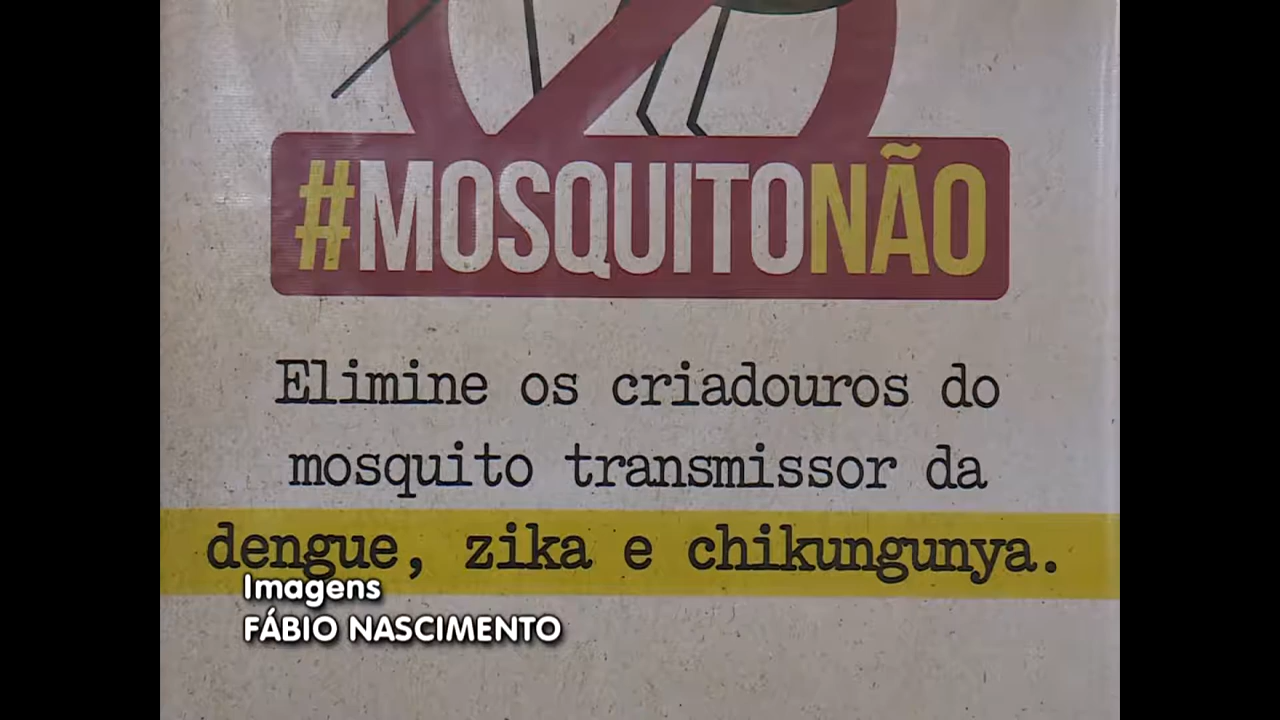 #MOSQUITONÃO
Elimine os criadouros do
mosquito transmissor da
dengue, zika e chikungunya.
Imagens
FÁBIO NASCIMENTO